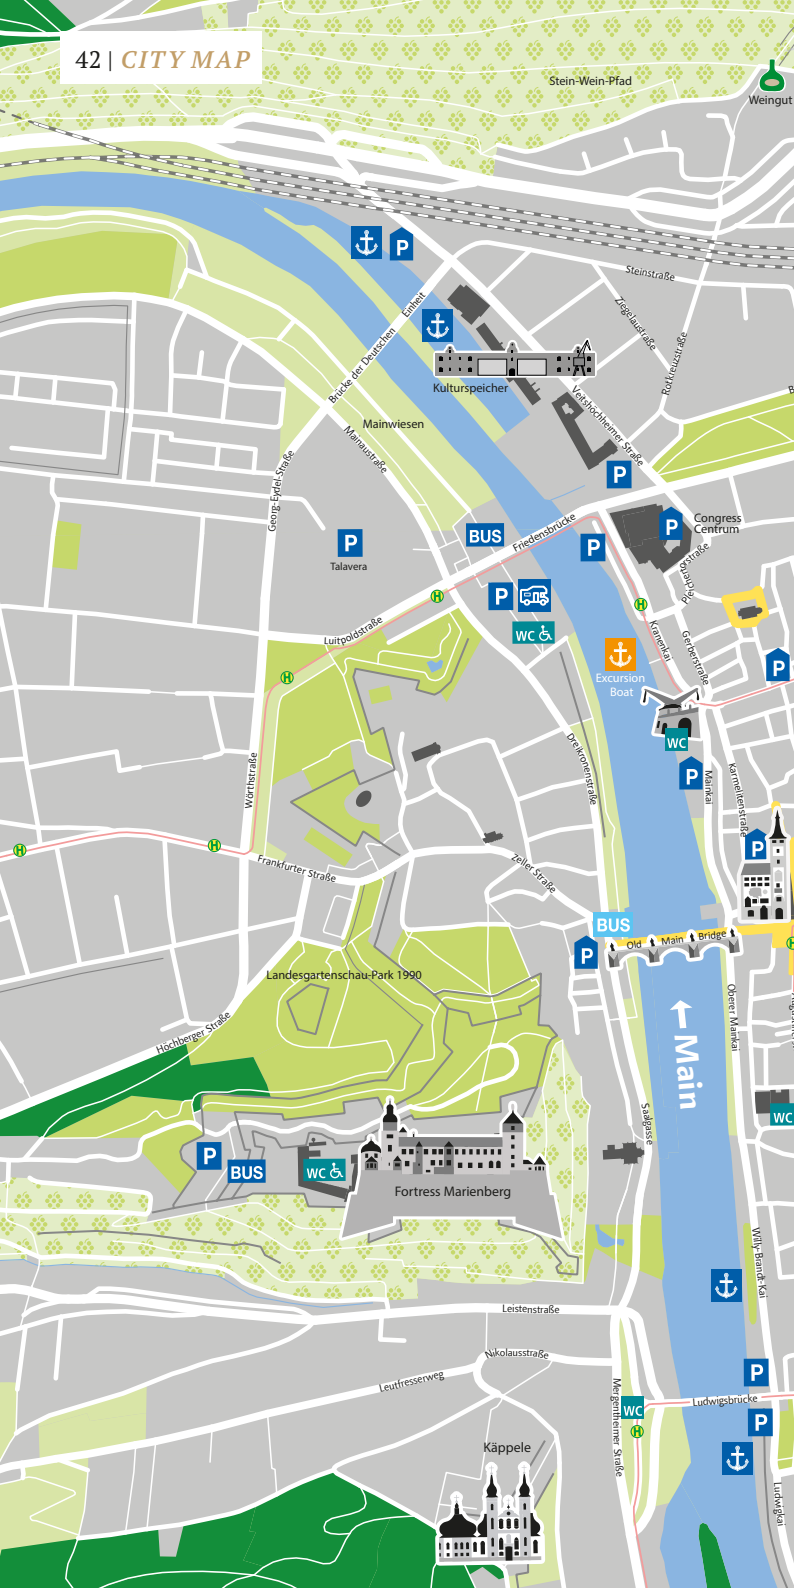 42 | CITY MAP
Stein-Wein-Pfad
Weingut
P
Steinstraße
Ziegelaustraße
Rotkreuzstraße
Brücke der Deutschen Einheit
Kulturspeicher
Veitshöchheimer Straße
Mainwiesen
Mainaustraße
Georg-Eydel-Straße
P
P
Congress
Centrum
BUS
Friedensbrücke
P
P
Talavera
Pleichertorstraße
P
H
H
WC
Luitpoldstraße
Kranenkai
Gerberstraße
P
Excursion
Boat
H
WC
Dreikronenstraße
P
Mainkai
Karmelitenstraße
Wörthstraße
H
H
P
Frankfurter Straße
Zeller Straße
BUS
Old Main Bridge
H
P
Landesgartenschau-Park 1990
Oberer Mainkai
Höchberger Straße
Main
Saalgasse
WC
P
BUS
WC
Fortress Marienberg
Willy-Brandt-Kai
Leistenstraße
Nikolausstraße
Leutfresserweg
P
Mergentheimer Straße
WC
Ludwigsbrücke
P
H
Käppele
Ludwigkai